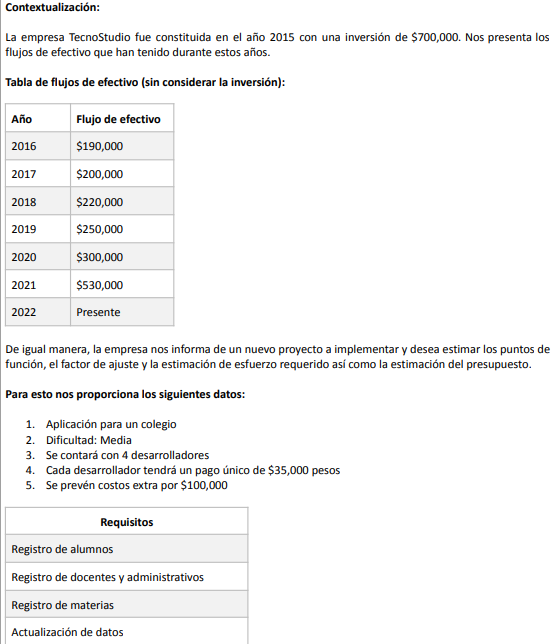 Contextualización:
La empresa TecnoStudio fue constituida en el año 2015 con una inversión de $700,000. Nos presenta los
flujos de efectivo que han tenido durante estos años.
Tabla de flujos de efectivo (sin considerar la inversión):
Año Flujo de efectivo
2016 $190,000
2017 $200,000
2018 $220,000
2019 $250,000
2020 $300,000
2021 $530,000
2022 Presente
De igual manera, la empresa nos informa de un nuevo proyecto a implementar y desea estimar los puntos de
función, el factor de ajuste y la estimación de esfuerzo requerido así como la estimación del presupuesto.
Para esto nos proporciona los siguientes datos:
1. Aplicación para un colegio
2. Dificultad: Media
3. Se contará con 4 desarrolladores
4. Cada desarrollador tendrá un pago único de $35,000 pesos
5. Se prevén costos extra por $100,000
Requisitos
Registro de alumnos
Registro de docentes y administrativos
Registro de materias
Actualización de datos